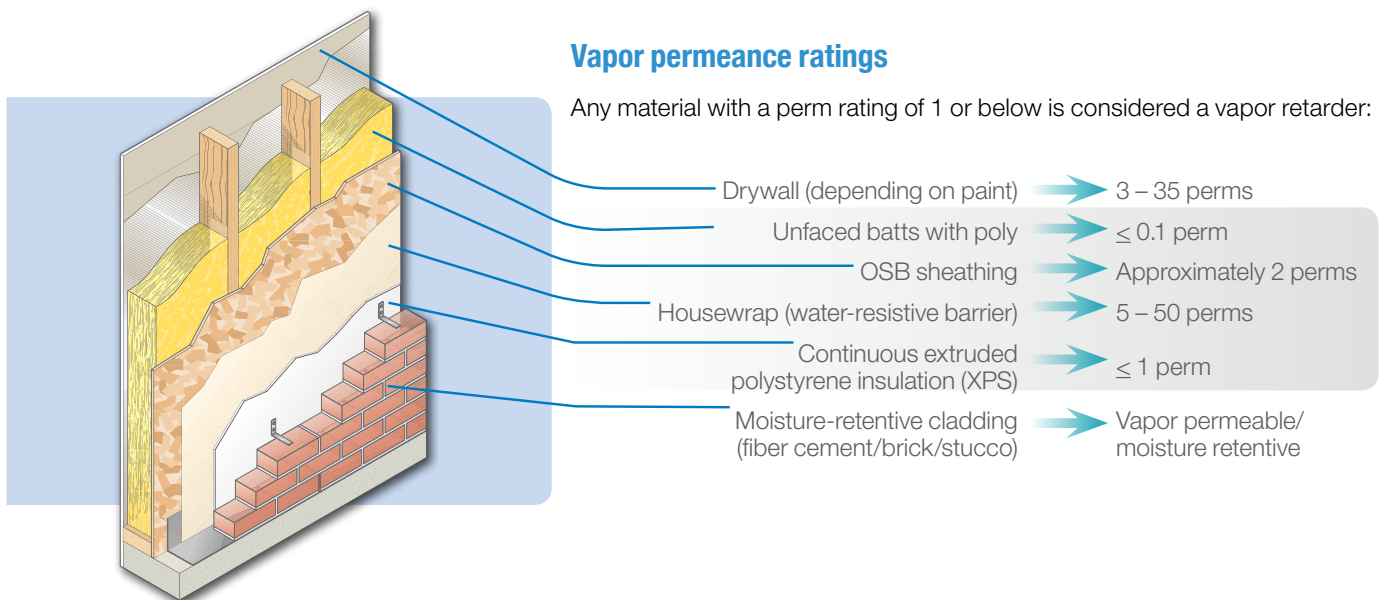 Vapor permeance ratings
Any material with a perm rating of 1 or below is considered a vapor retarder:
Drywall (depending on paint) 3 – 35 perms
Unfaced batts with poly ≤ 0.1 perm
OSB sheathing Approximately 2 perms
Housewrap (water-resistive barrier) 5 – 50 perms
Continuous extruded
polystyrene insulation (XPS) ≤ 1 perm
Moisture-retentive cladding Vapor permeable/
(fiber cement/brick/stucco) moisture retentive